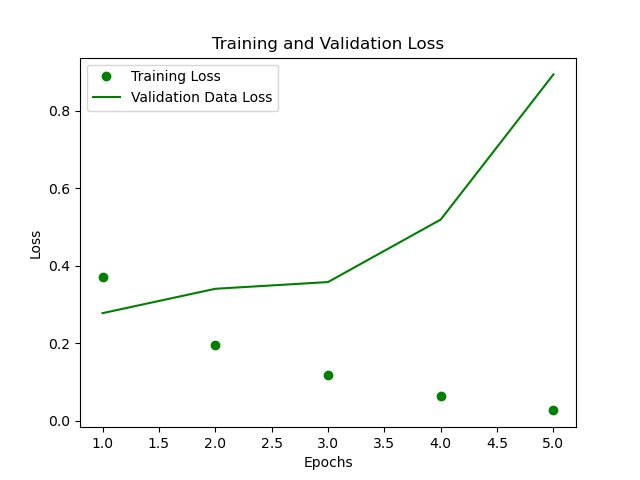 Training and Validation Loss
Training Loss
Validation Data Loss
Loss
0.8
0.6
0.4
0.2
0.0
1.0 1.5 2.0 2.5 3.0 3.5 4.0 4.5 5.0
Epochs